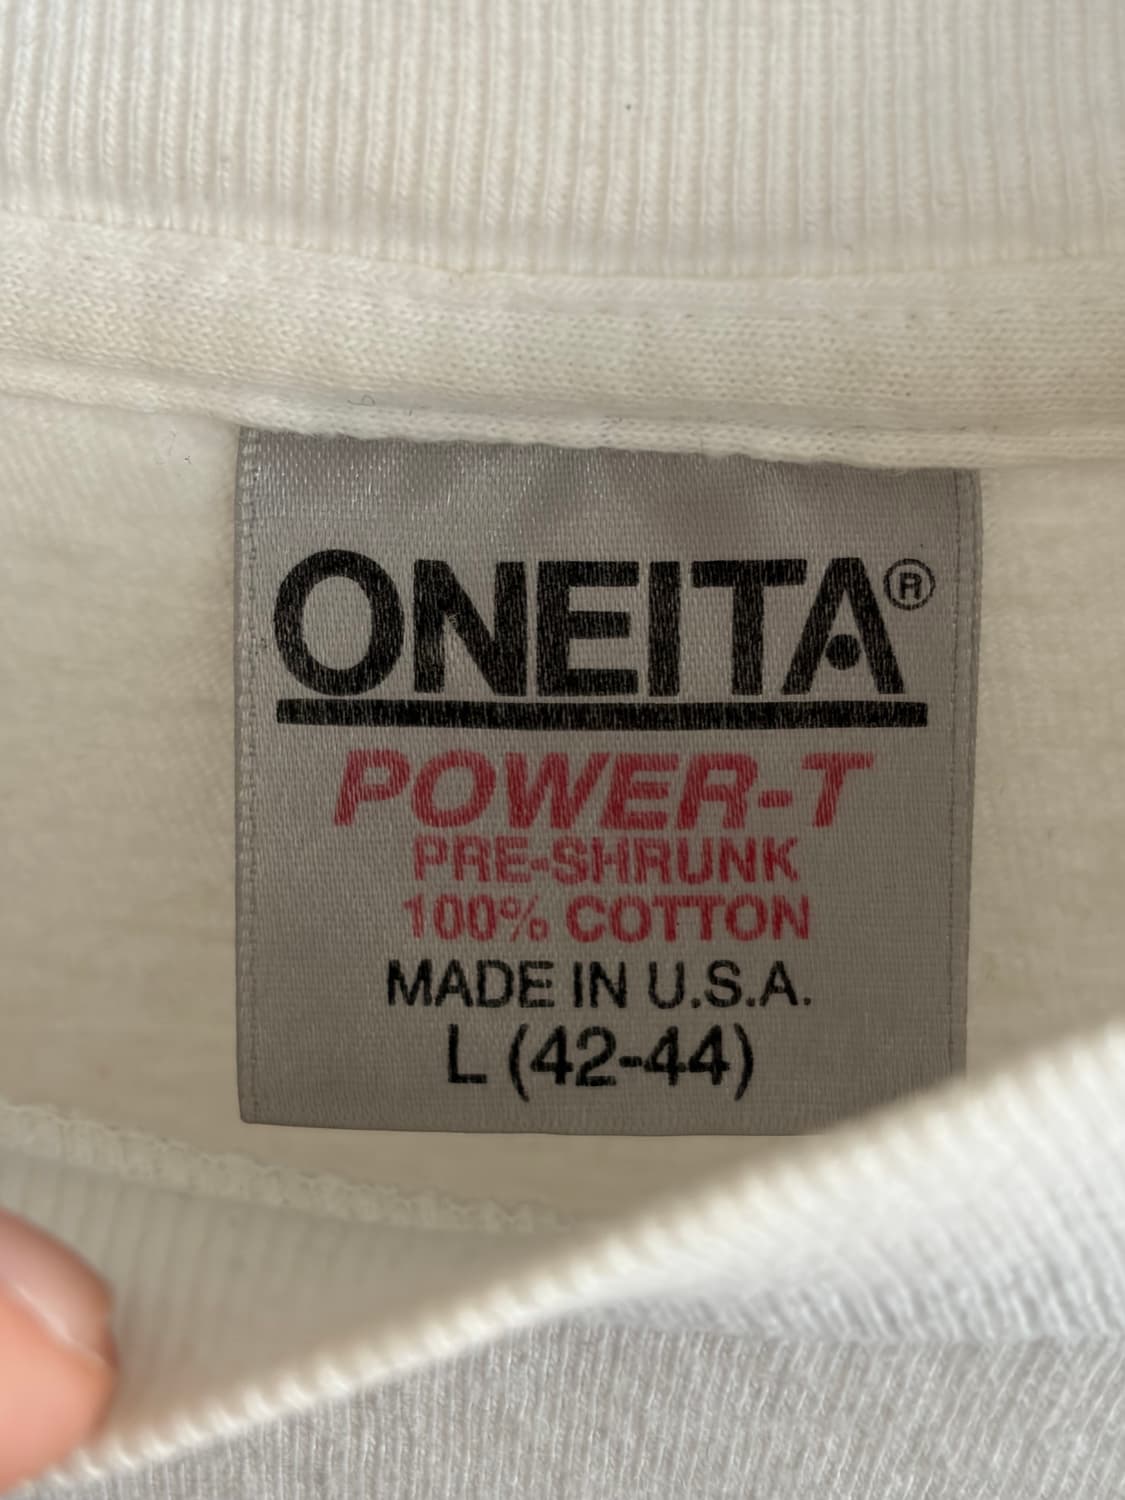 ONEITA®
POWER-T
PRE-SHRUNK
100% COTTON
MADE IN U.S.A.
L (42-44)